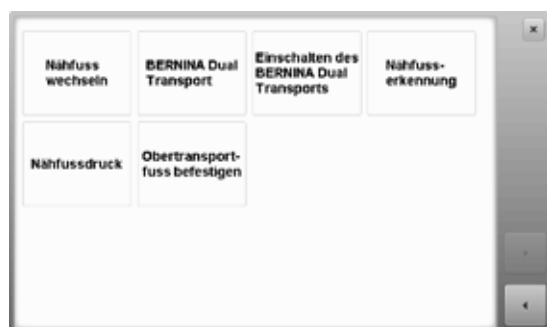 Nähfuss
wechseln
BERNINA Dual
Transport
Einschalten des
BERNINA Dual
Transports
Nähfuss-
erkennung
Nähfussdruck
Obertransport-
fuss befestigen